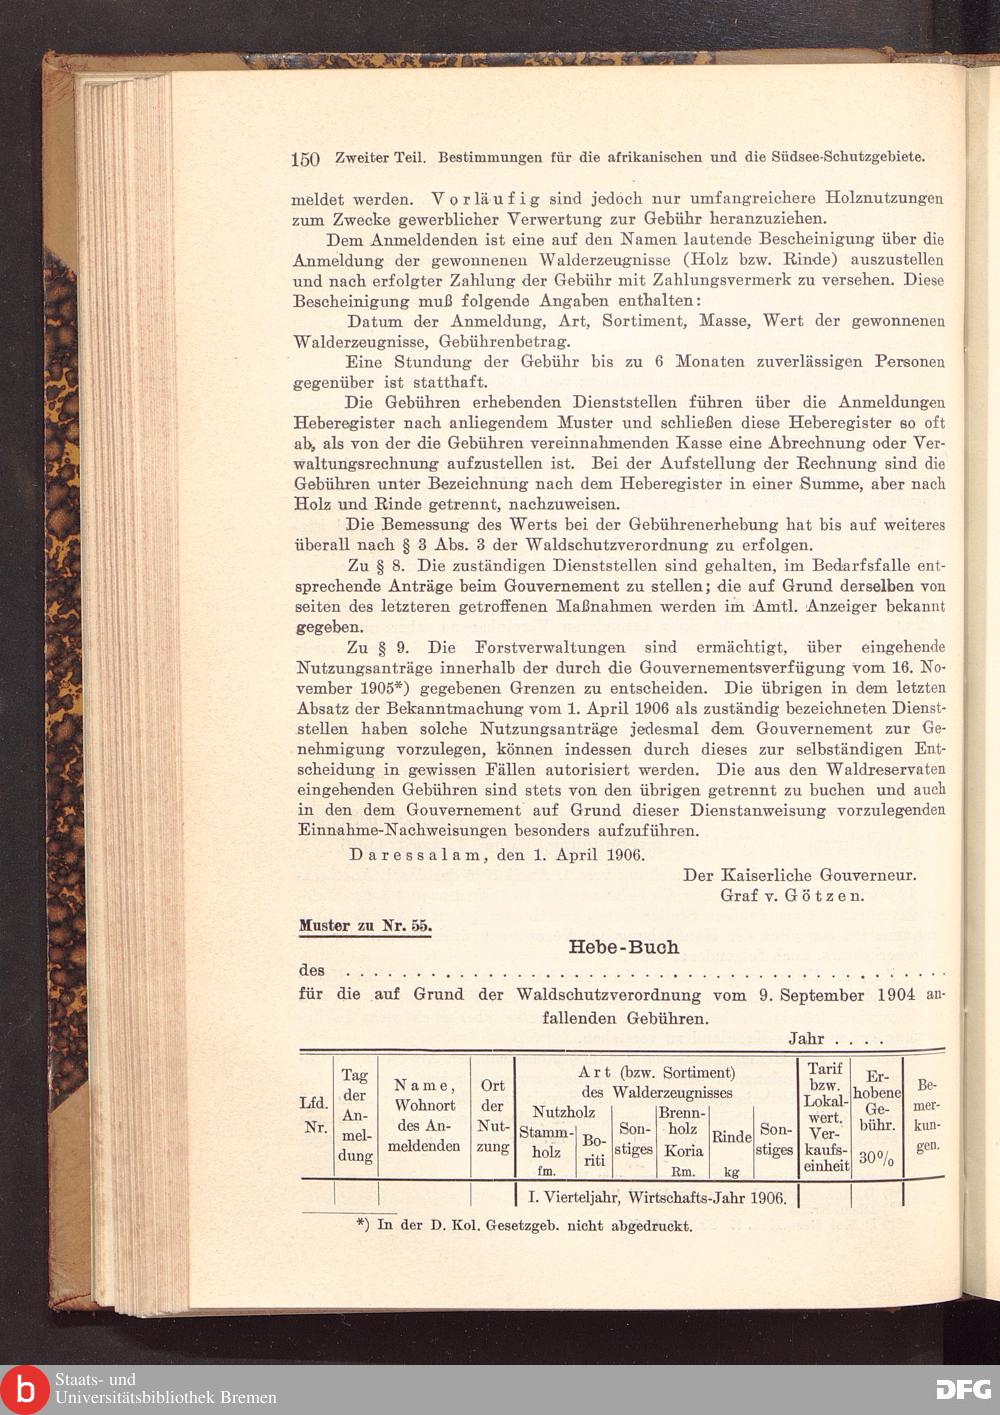 150 Zweiter Teil. Bestimmungen für die afrikanischen und die Südsee-Schutzgebiete.
meldet werden. Vorläufig sind jedoch nur umfangreichere Holznutzungen
zum Zwecke gewerblicher Verwertung zur Gebühr heranzuziehen.
Dem Anmeldenden ist eine auf den Namen lautende Bescheinigung über die
Anmeldung der gewonnenen Walderzeugnisse (Holz bzw. Rinde) auszustellen
und nach erfolgter Zahlung der Gebühr mit Zahlungsvermerk zu versehen. Diese
Bescheinigung muß folgende Angaben enthalten:
Datum der Anmeldung, Art, Sortiment, Masse, Wert der gewonnenen
Walderzeugnisse, Gebührenbetrag.
Eine Stundung der Gebühr bis zu 6 Monaten zuverlässigen Personen
gegenüber ist statthaft.
Die Gebühren erhebenden Dienststellen führen über die Anmeldungen
Heberegister nach anliegendem Muster und schließen diese Heberegister so oft
ab, als von der die Gebühren vereinnahmenden Kasse eine Abrechnung oder Ver-
waltungsrechnung aufzustellen ist. Bei der Aufstellung der Rechnung sind die
Gebühren unter Bezeichnung nach dem Heberegister in einer Summe, aber nach
Holz und Rinde getrennt, nachzuweisen.
Die Bemessung des Werts bei der Gebührenerhebung hat bis auf weiteres
überall nach § 3 Abs. 3 der Waldschutzverordnung zu erfolgen.
Zu § 8. Die zuständigen Dienststellen sind gehalten, im Bedarfsfalle ent-
sprechende Anträge beim Gouvernement zu stellen; die auf Grund derselben von
seiten des letzteren getroffenen Maßnahmen werden im Amtl. Anzeiger bekannt
gegeben.
Zu § 9. Die Forstverwaltungen sind ermächtigt, über eingehende
Nutzungsanträge innerhalb der durch die Gouvernementsverfügung vom 16. No-
vember 1905*) gegebenen Grenzen zu entscheiden. Die übrigen in dem letzten
Absatz der Bekanntmachung vom 1. April 1906 als zuständig bezeichneten Dienst-
stellen haben solche Nutzungsanträge jedesmal dem Gouvernement zur Ge-
nehmigung vorzulegen, können indessen durch dieses zur selbständigen Ent-
scheidung in gewissen Fällen autorisiert werden. Die aus den Waldreservaten
eingehenden Gebühren sind stets von den übrigen getrennt zu buchen und auch
in den dem Gouvernement auf Grund dieser Dienstanweisung vorzulegenden
Einnahme-Nachweisungen besonders aufzuführen.
Daressalam, den 1. April 1906.
Der Kaiserliche Gouverneur.
Graf v. Götzen.
Muster zu Nr. 55.
Hebe-Buch
des . . . . . . . . . . . . . . . . . . . . . . . . . . . . . . . . . . . .
für die auf Grund der Waldschutzverordnung vom 9. September 1904 an-
fallenden Gebühren.
Jahr . . . .
Lfd.
Nr.
Tag
der
An-
mel-
dung
Name,
Wohnort
des An-
meldenden
Ort
der
Nut-
zung
Art (bzw. Sortiment)
des Walderzeugnisses
Nutzholz
Stamm-
holz
fm.
Bo-
riti
Son-
stiges
Brenn-
holz
Koria
Rm.
Rinde
kg
Son-
stiges
Tarif
bzw.
Lokal-
wert.
Ver-
kaufs-
einheit
Er-
hobene
Ge-
bühr.
30%
Be-
mer-
kun-
gen.
I. Vierteljahr, Wirtschafts-Jahr 1906.
*) In der D. Kol. Gesetzgeb. nicht abgedruckt.
b
Staats- und
Universitätsbibliothek Bremen
DFG